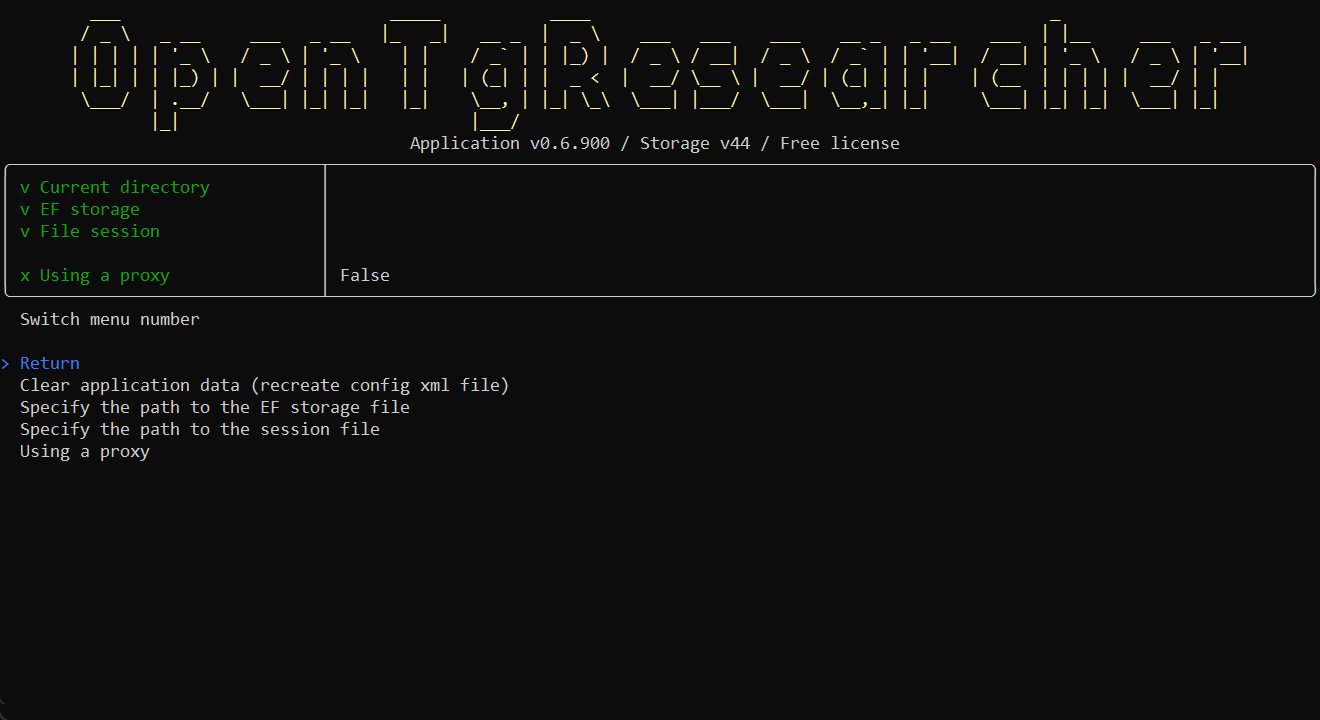 OpenTgResearcher
Application v0.6.900 / Storage v44 / Free license
v Current directory
v EF storage
v File session
x Using a proxy False
Switch menu number
> Return
Clear application data (recreate config xml file)
Specify the path to the EF storage file
Specify the path to the session file
Using a proxy